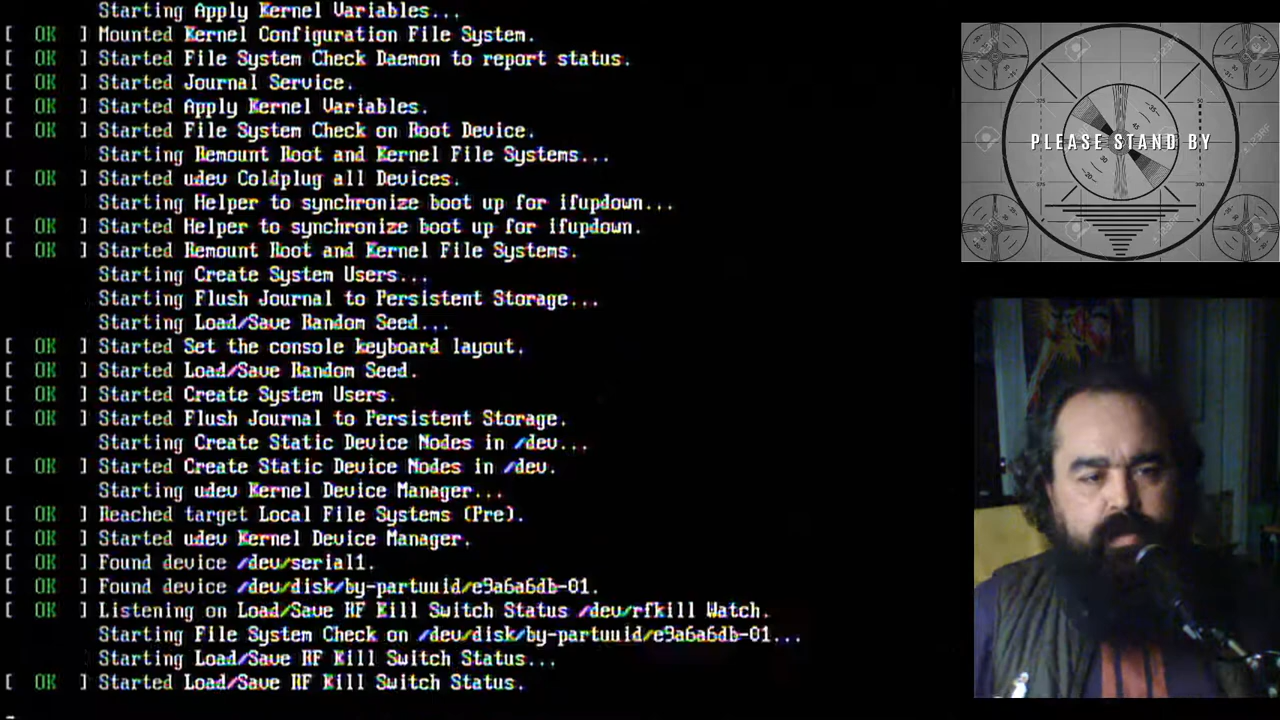 Starting Apply Kernel Variables...
[ OK ] Mounted Kernel Configuration File System.
[ OK ] Started File System Check Daemon to report status.
[ OK ] Started Journal Service.
[ OK ] Started Apply Kernel Variables.
[ OK ] Started File System Check on Root Device.
Starting Remount Root and Kernel File Systems...
[ OK ] Started udev Coldplug all Devices.
Starting Helper to synchronize boot up for ifupdown...
[ OK ] Started Helper to synchronize boot up for ifupdown.
[ OK ] Started Remount Root and Kernel File Systems.
Starting Create System Users...
Starting Flush Journal to Persistent Storage...
Starting Load/Save Random Seed...
[ OK ] Started Set the console keyboard layout.
[ OK ] Started Load/Save Random Seed.
[ OK ] Started Create System Users.
[ OK ] Started Flush Journal to Persistent Storage.
Starting Create Static Device Nodes in /dev...
[ OK ] Started Create Static Device Nodes in /dev.
Starting udev Kernel Device Manager...
[ OK ] Reached target Local File Systems (Pre).
[ OK ] Started udev Kernel Device Manager.
[ OK ] Found device /dev/serial1.
[ OK ] Found device /dev/disk/by-partuuid/e9a6a6db-01.
[ OK ] Listening on Load/Save RF Kill Switch Status /dev/rfkill Watch.
Starting File System Check on /dev/disk/by-partuuid/e9a6a6db-01...
Starting Load/Save RF Kill Switch Status...
[ OK ] Started Load/Save RF Kill Switch Status.
PLEASE STAND BY